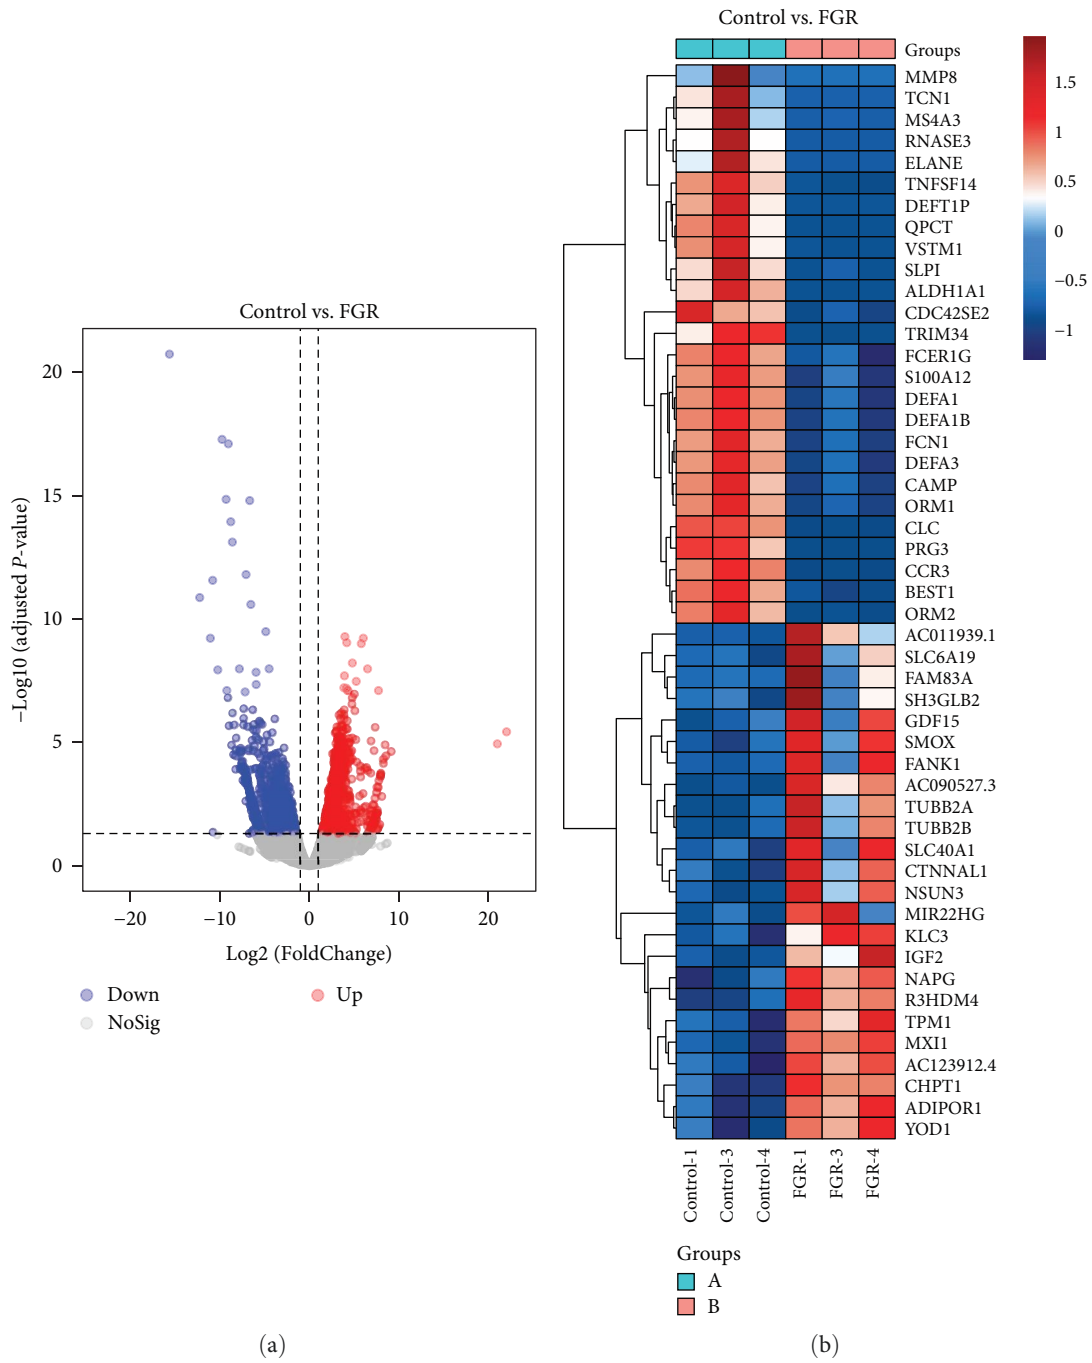 Control vs. FGR
20
15
10
5
0
−Log10 (adjusted P-value)
−20
−10
0
10
20
Log2 (FoldChange)
Down
Up
NoSig
(a)
Control vs. FGR
Groups
MMP8
TCN1
MS4A3
RNASE3
ELANE
TNFSF14
DEFT1P
QPCT
VSTM1
SLPI
ALDH1A1
CDC42SE2
TRIM34
FCER1G
S100A12
DEFA1
DEFA1B
FCN1
DEFA3
CAMP
ORM1
CLC
PRG3
CCR3
BEST1
ORM2
AC011939.1
SLC6A19
FAM83A
SH3GLB2
GDF15
SMOX
FANK1
AC090527.3
TUBB2A
TUBB2B
SLC40A1
CTNNAL1
NSUN3
MIR22HG
KLC3
IGF2
NAPG
R3HDM4
TPM1
MXI1
AC123912.4
CHPT1
ADIPOR1
YOD1
1.5
1
0.5
0
−0.5
−1
Control-1
Control-3
Control-4
FGR-1
FGR-3
FGR-4
Groups
A
B
(b)